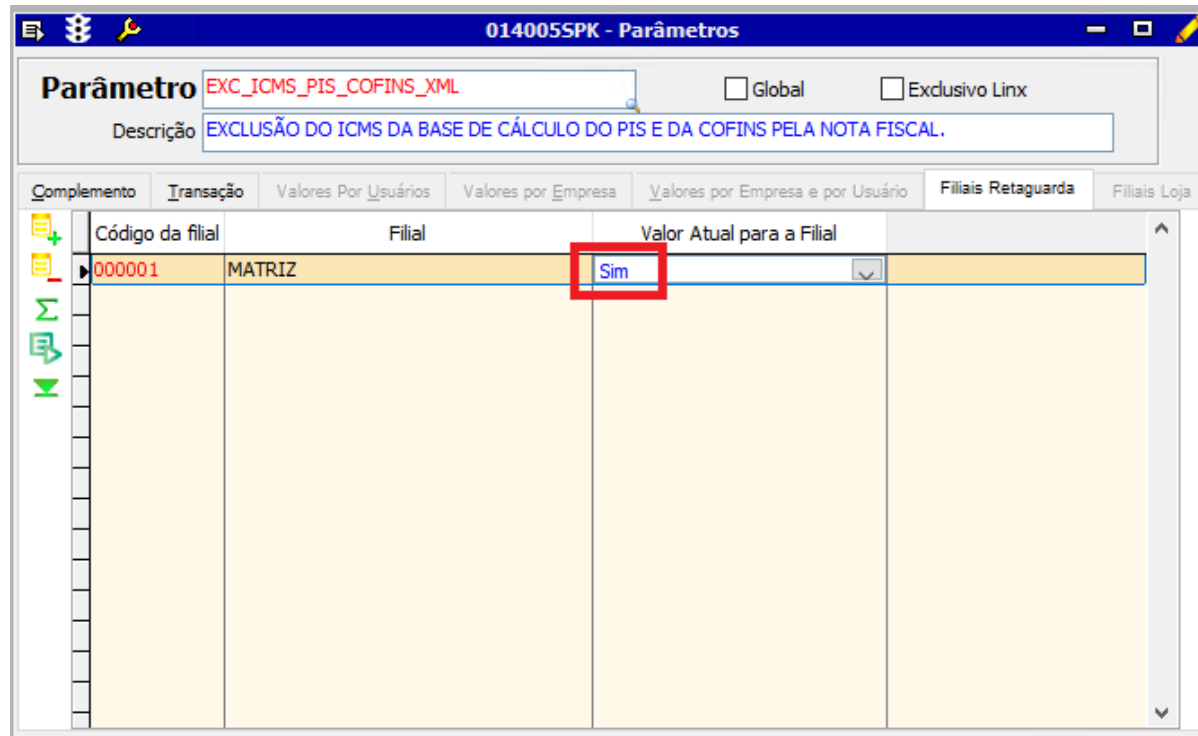 014005SPK - Parâmetros
Parâmetro EXC_ICMS_PIS_COFINS_XML Global Exclusivo Linx
Descrição EXCLUSÃO DO ICMS DA BASE DE CÁLCULO DO PIS E DA COFINS PELA NOTA FISCAL.
Complemento Transação Valores Por Usuários Valores por Empresa Valores por Empresa e por Usuário Filiais Retaguarda Filiais Loja
Código da filial Filial Valor Atual para a Filial
000001 MATRIZ Sim